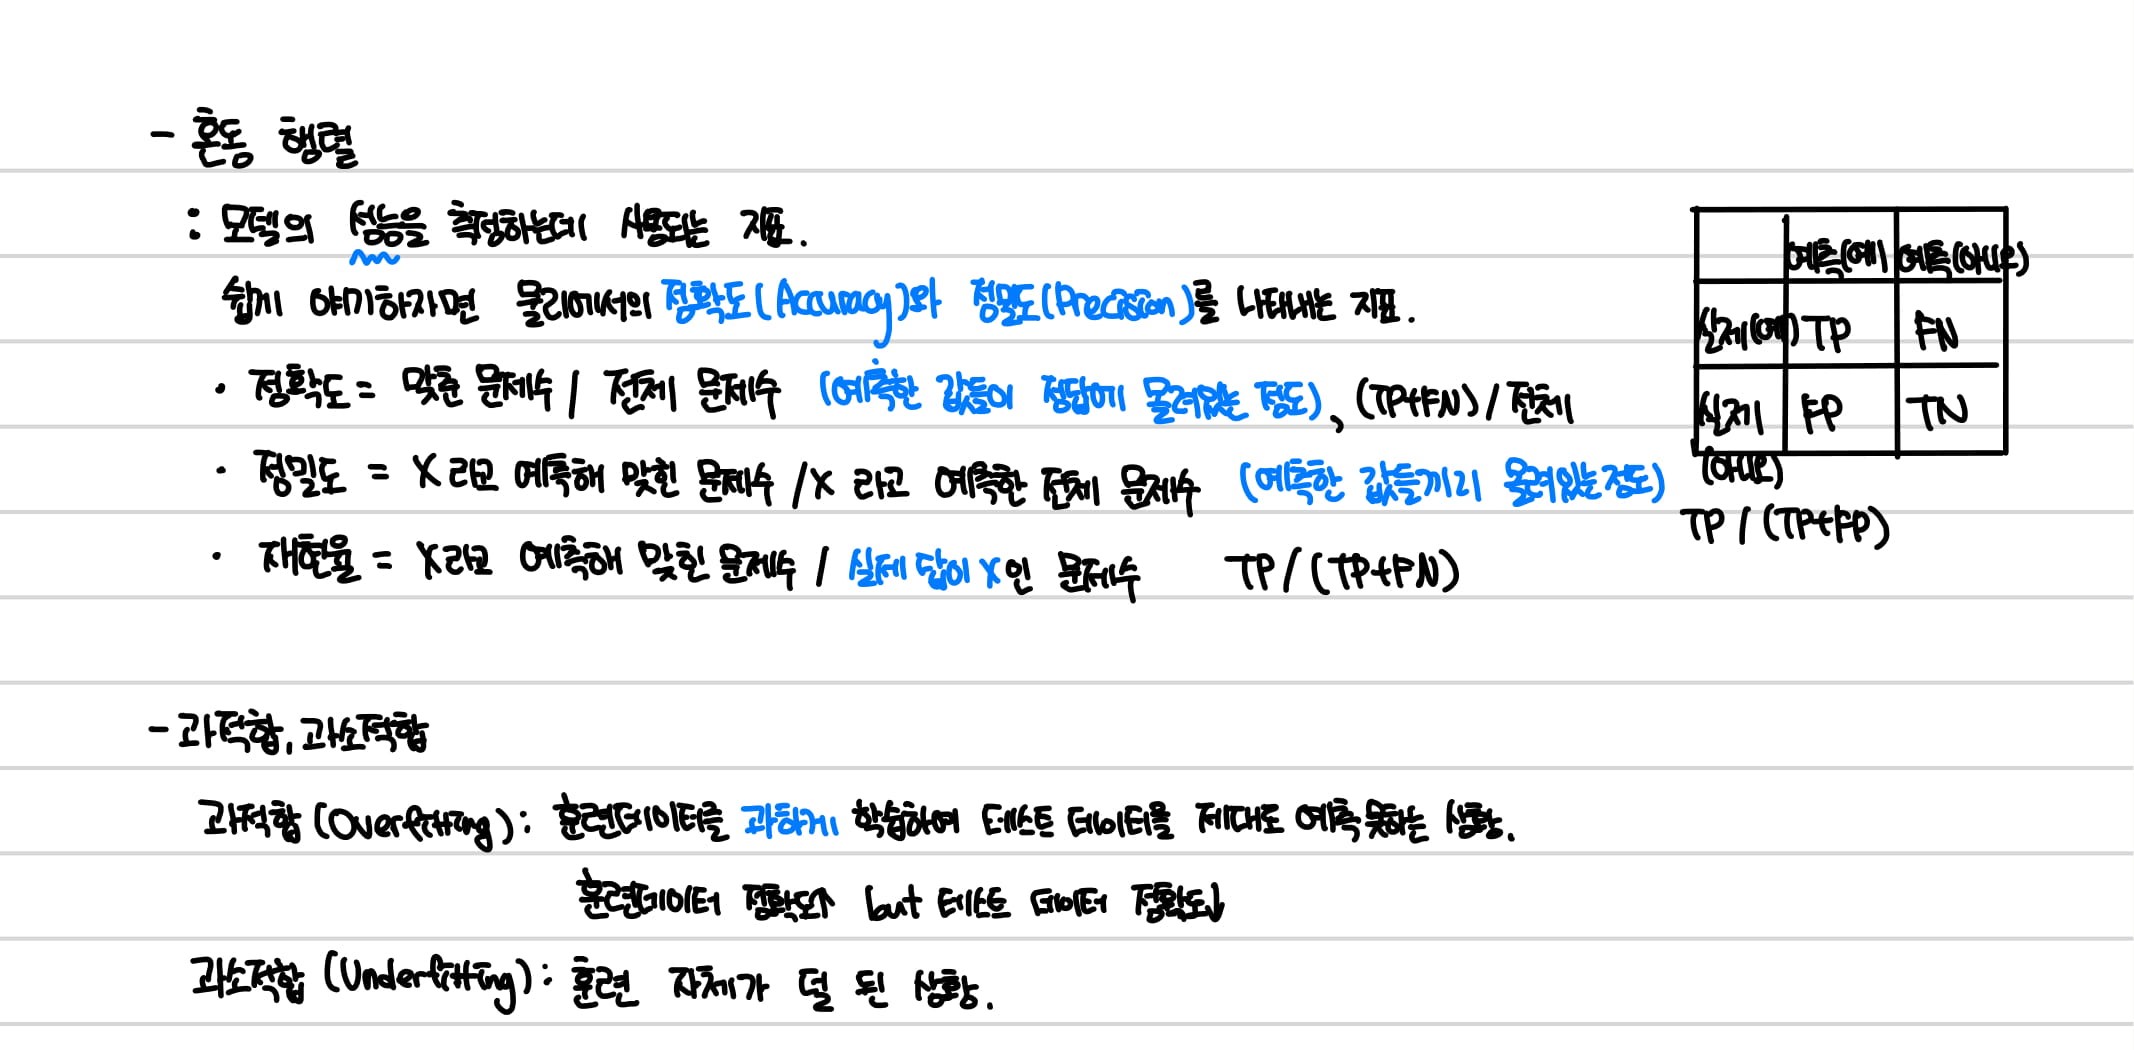 - 혼동 행렬
: 모델의 성능을 측정하는데 사용되는 지표.
쉽게 얘기하자면 물리에서의 정확도(Accuracy)와 정밀도(Precision)를 나타내는 지표.
· 정확도 = 맞춘 문제수 / 전체 문제수 (예측한 값들이 정답에 몰려있는 정도), (TP+FN) / 전체
· 정밀도 = X 라고 예측해 맞힌 문제수 / X 라고 예측한 전체 문제수 (예측한 값들끼리 몰려있는정도)
TP / (TP+FP)
· 재현율 = X라고 예측해 맞힌 문제수 / 실제 답이 X인 문제수 TP / (TP+FN)
예측(예) 예측(아니오)
실제(예) TP FN
실제 FP TN
(아니오)
- 과적합, 과소적합
과적합 (Overfitting) : 훈련데이터를 과하게 학습하여 테스트 데이터를 제대로 예측 못하는 상황.
훈련데이터 정확도↑ but 테스트 데이터 정확도↓
과소적합 (Underfitting) : 훈련 자체가 덜 된 상황.